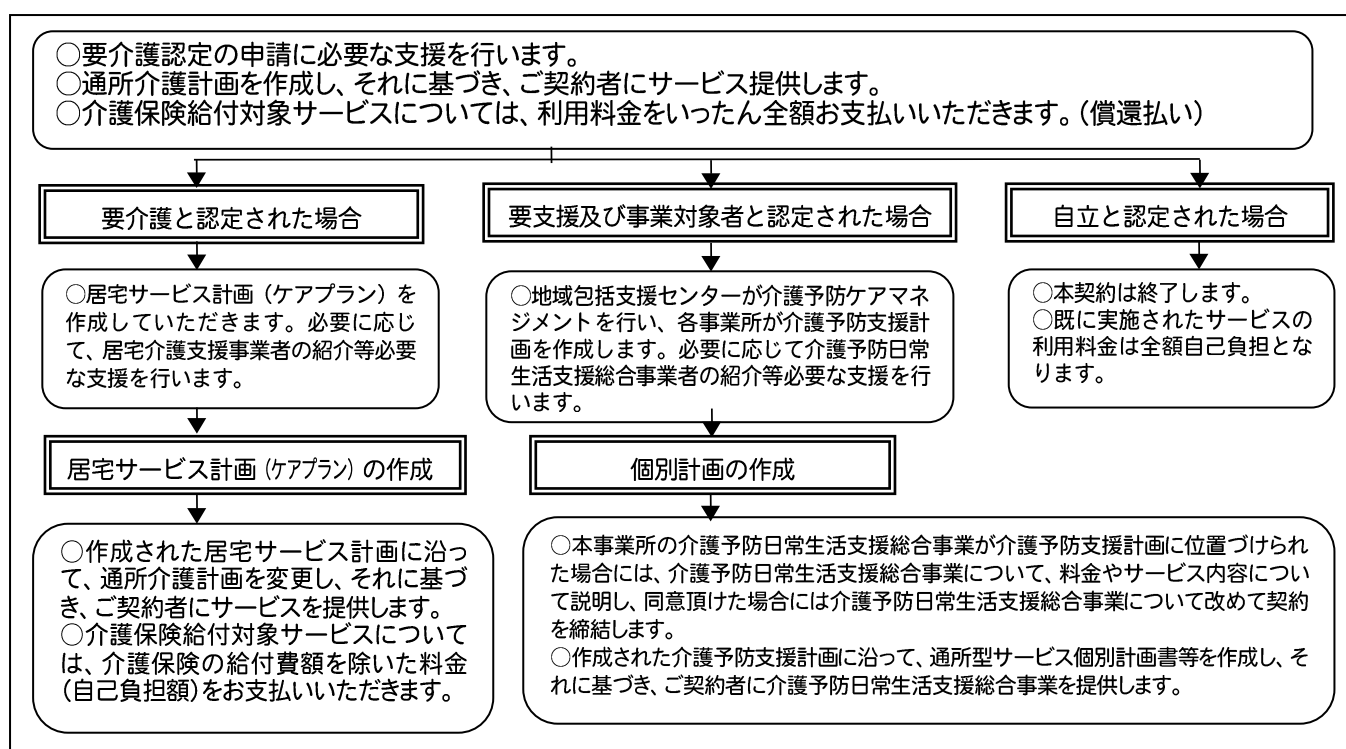 ○要介護認定の申請に必要な支援を行います。
○通所介護計画を作成し、それに基づき、ご契約者にサービス提供します。
○介護保険給付対象サービスについては、利用料金をいったん全額お支払いいただきます。(償還払い)
要介護と認定された場合
○居宅サービス計画(ケアプラン)を
作成していただきます。必要に応じ
て、居宅介護支援事業者の紹介等必要
な支援を行います。
居宅サービス計画(ケアプラン)の作成
○作成された居宅サービス計画に沿っ
て、通所介護計画を変更し、それに基づ
き、ご契約者にサービスを提供します。
○介護保険給付対象サービスについて
は、介護保険の給付費額を除いた料金
(自己負担額)をお支払いいただきます。
要支援及び事業対象者と認定された場合
○地域包括支援センターが介護予防ケアマネ
ジメントを行い、各事業所が介護予防支援計
画を作成します。必要に応じて介護予防日常
生活支援総合事業者の紹介等必要な支援を行
います。
個別計画の作成
○本事業所の介護予防日常生活支援総合事業が介護予防支援計画に位置づけられ
た場合には、介護予防日常生活支援総合事業について、料金やサービス内容につい
て説明し、同意頂けた場合には介護予防日常生活支援総合事業について改めて契約
を締結します。
○作成された介護予防支援計画に沿って、通所型サービス個別計画書等を作成し、そ
れに基づき、ご契約者に介護予防日常生活支援総合事業を提供します。
自立と認定された場合
○本契約は終了します。
○既に実施されたサービスの
利用料金は全額自己負担とな
ります。